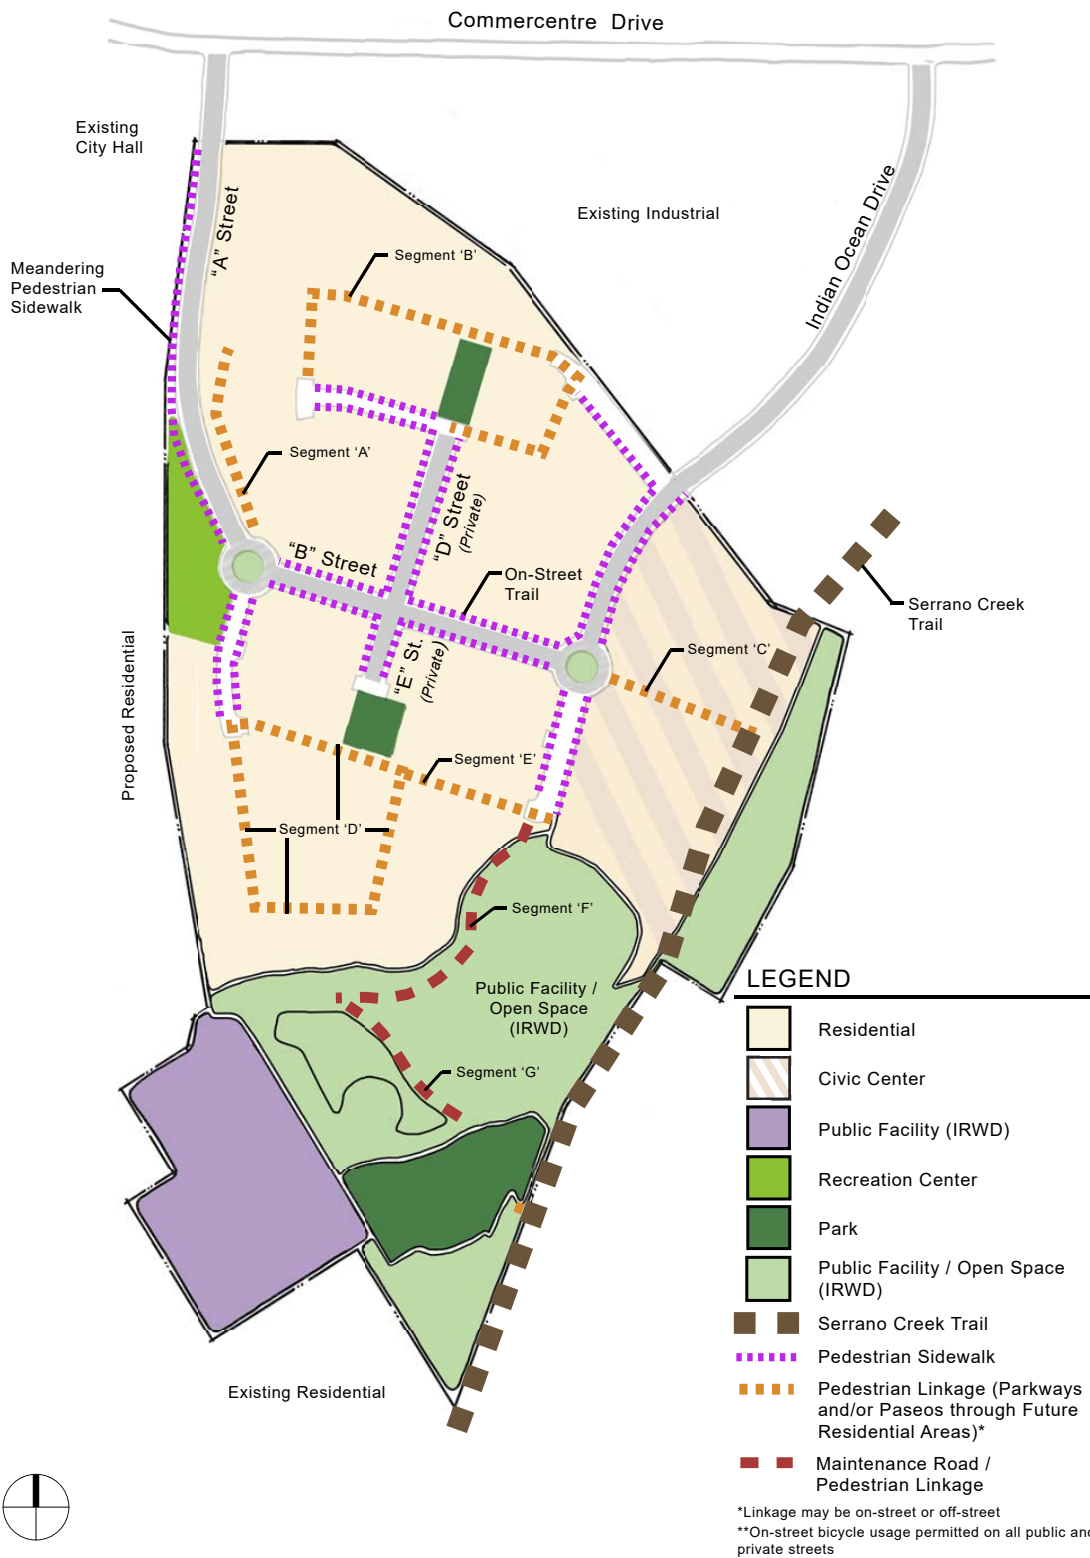 Commercentre Drive
Existing
City Hall
"A" Street
Existing Industrial
Indian Ocean Drive
Meandering
Pedestrian
Sidewalk
Segment 'B'
Segment 'A'
"D" Street
(Private)
"B" Street
On-Street
Trail
Serrano Creek
Trail
"E" St.
(Private)
Segment 'C'
Proposed Residential
Segment 'E'
Segment 'D'
Segment 'F'
Public Facility /
Open Space
(IRWD)
Segment 'G'
Existing Residential
LEGEND
Residential
Civic Center
Public Facility (IRWD)
Recreation Center
Park
Public Facility / Open Space
(IRWD)
Serrano Creek Trail
Pedestrian Sidewalk
Pedestrian Linkage (Parkways
and/or Paseos through Future
Residential Areas)*
Maintenance Road /
Pedestrian Linkage
*Linkage may be on-street or off-street
**On-street bicycle usage permitted on all public and
private streets